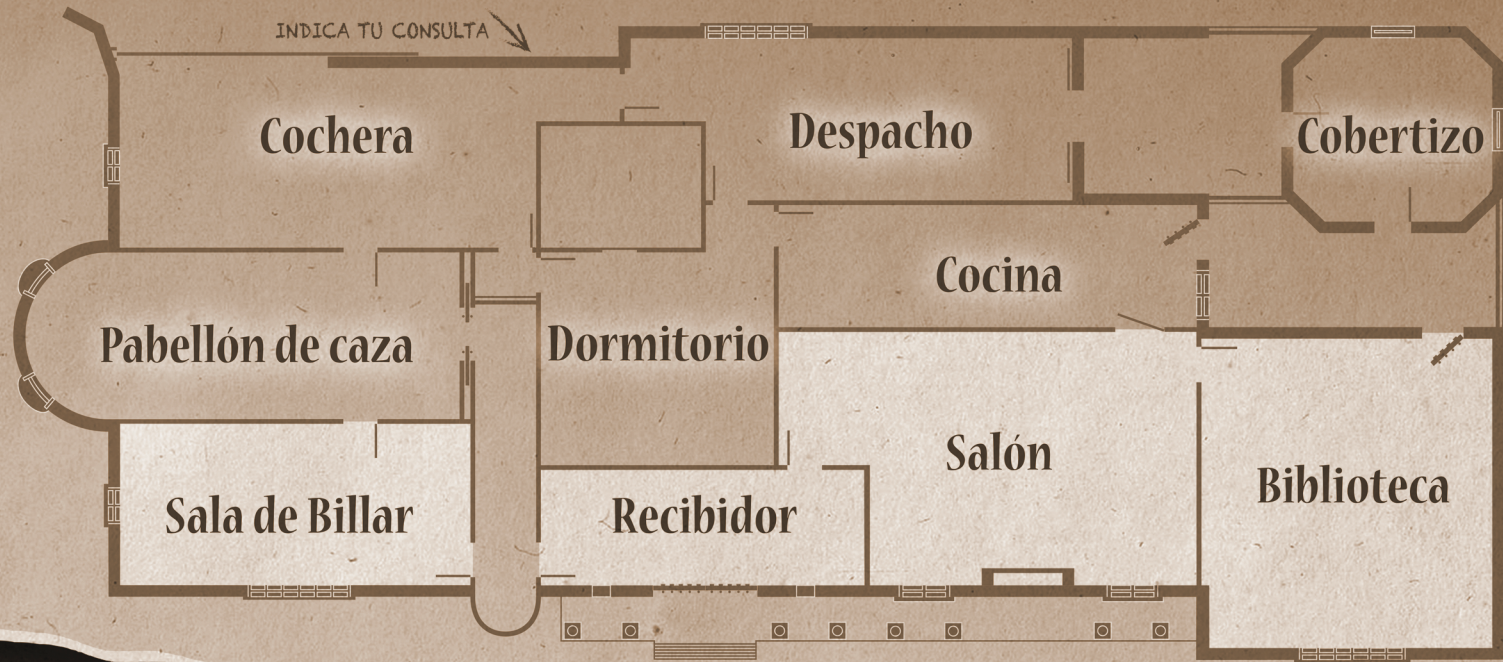 INDICA TU CONSULTA
Cochera
Despacho
Cobertizo
Cocina
Pabellón de caza
Dormitorio
Salón
Biblioteca
Sala de Billar
Recibidor